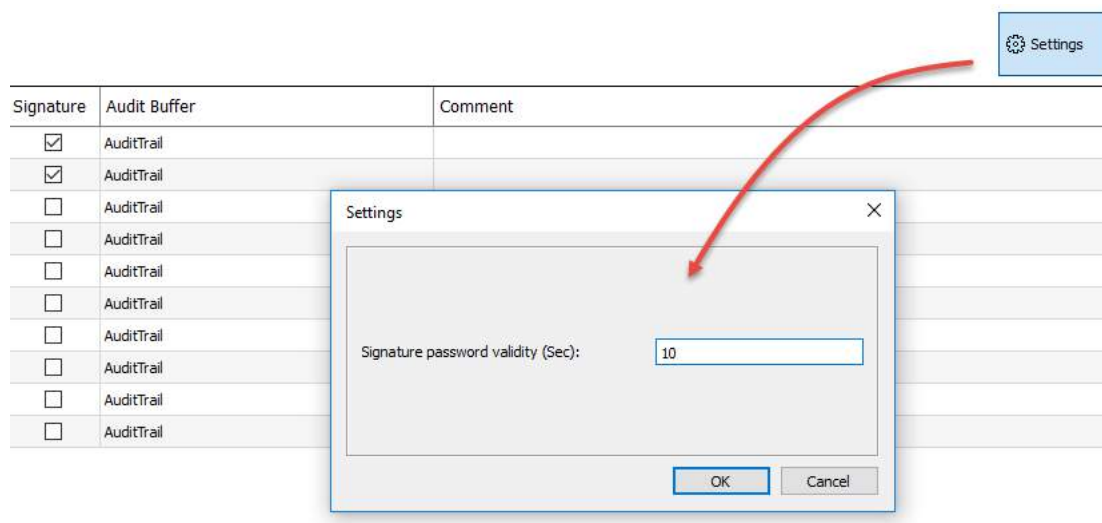 Settings
Signature Audit Buffer Comment
AuditTrail
AuditTrail
AuditTrail
AuditTrail
AuditTrail
AuditTrail
AuditTrail
AuditTrail
AuditTrail
AuditTrail
Settings
Signature password validity (Sec): 10
OK Cancel